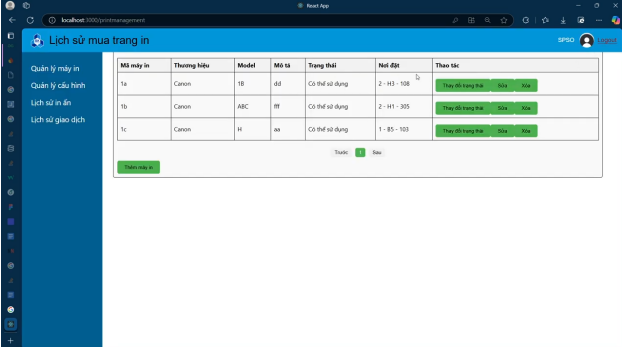 React App
localhost:3000/printmanagement
Lịch sử mua trang in
SPSO
Logout
Quản lý máy in
Quản lý cấu hình
Lịch sử in ấn
Lịch sử giao dịch
Mã máy in Thương hiệu Model Mô tả Trạng thái Nơi đặt Thao tác
1a Canon 1B dd Có thể sử dụng 2 - H3 - 108 Thay đổi trạng thái Sửa Xóa
1b Canon ABC fff Có thể sử dụng 2 - H1 - 305 Thay đổi trạng thái Sửa Xóa
1c Canon H aa Có thể sử dụng 1 - B5 - 103 Thay đổi trạng thái Sửa Xóa
Trước 1 Sau
Thêm máy in